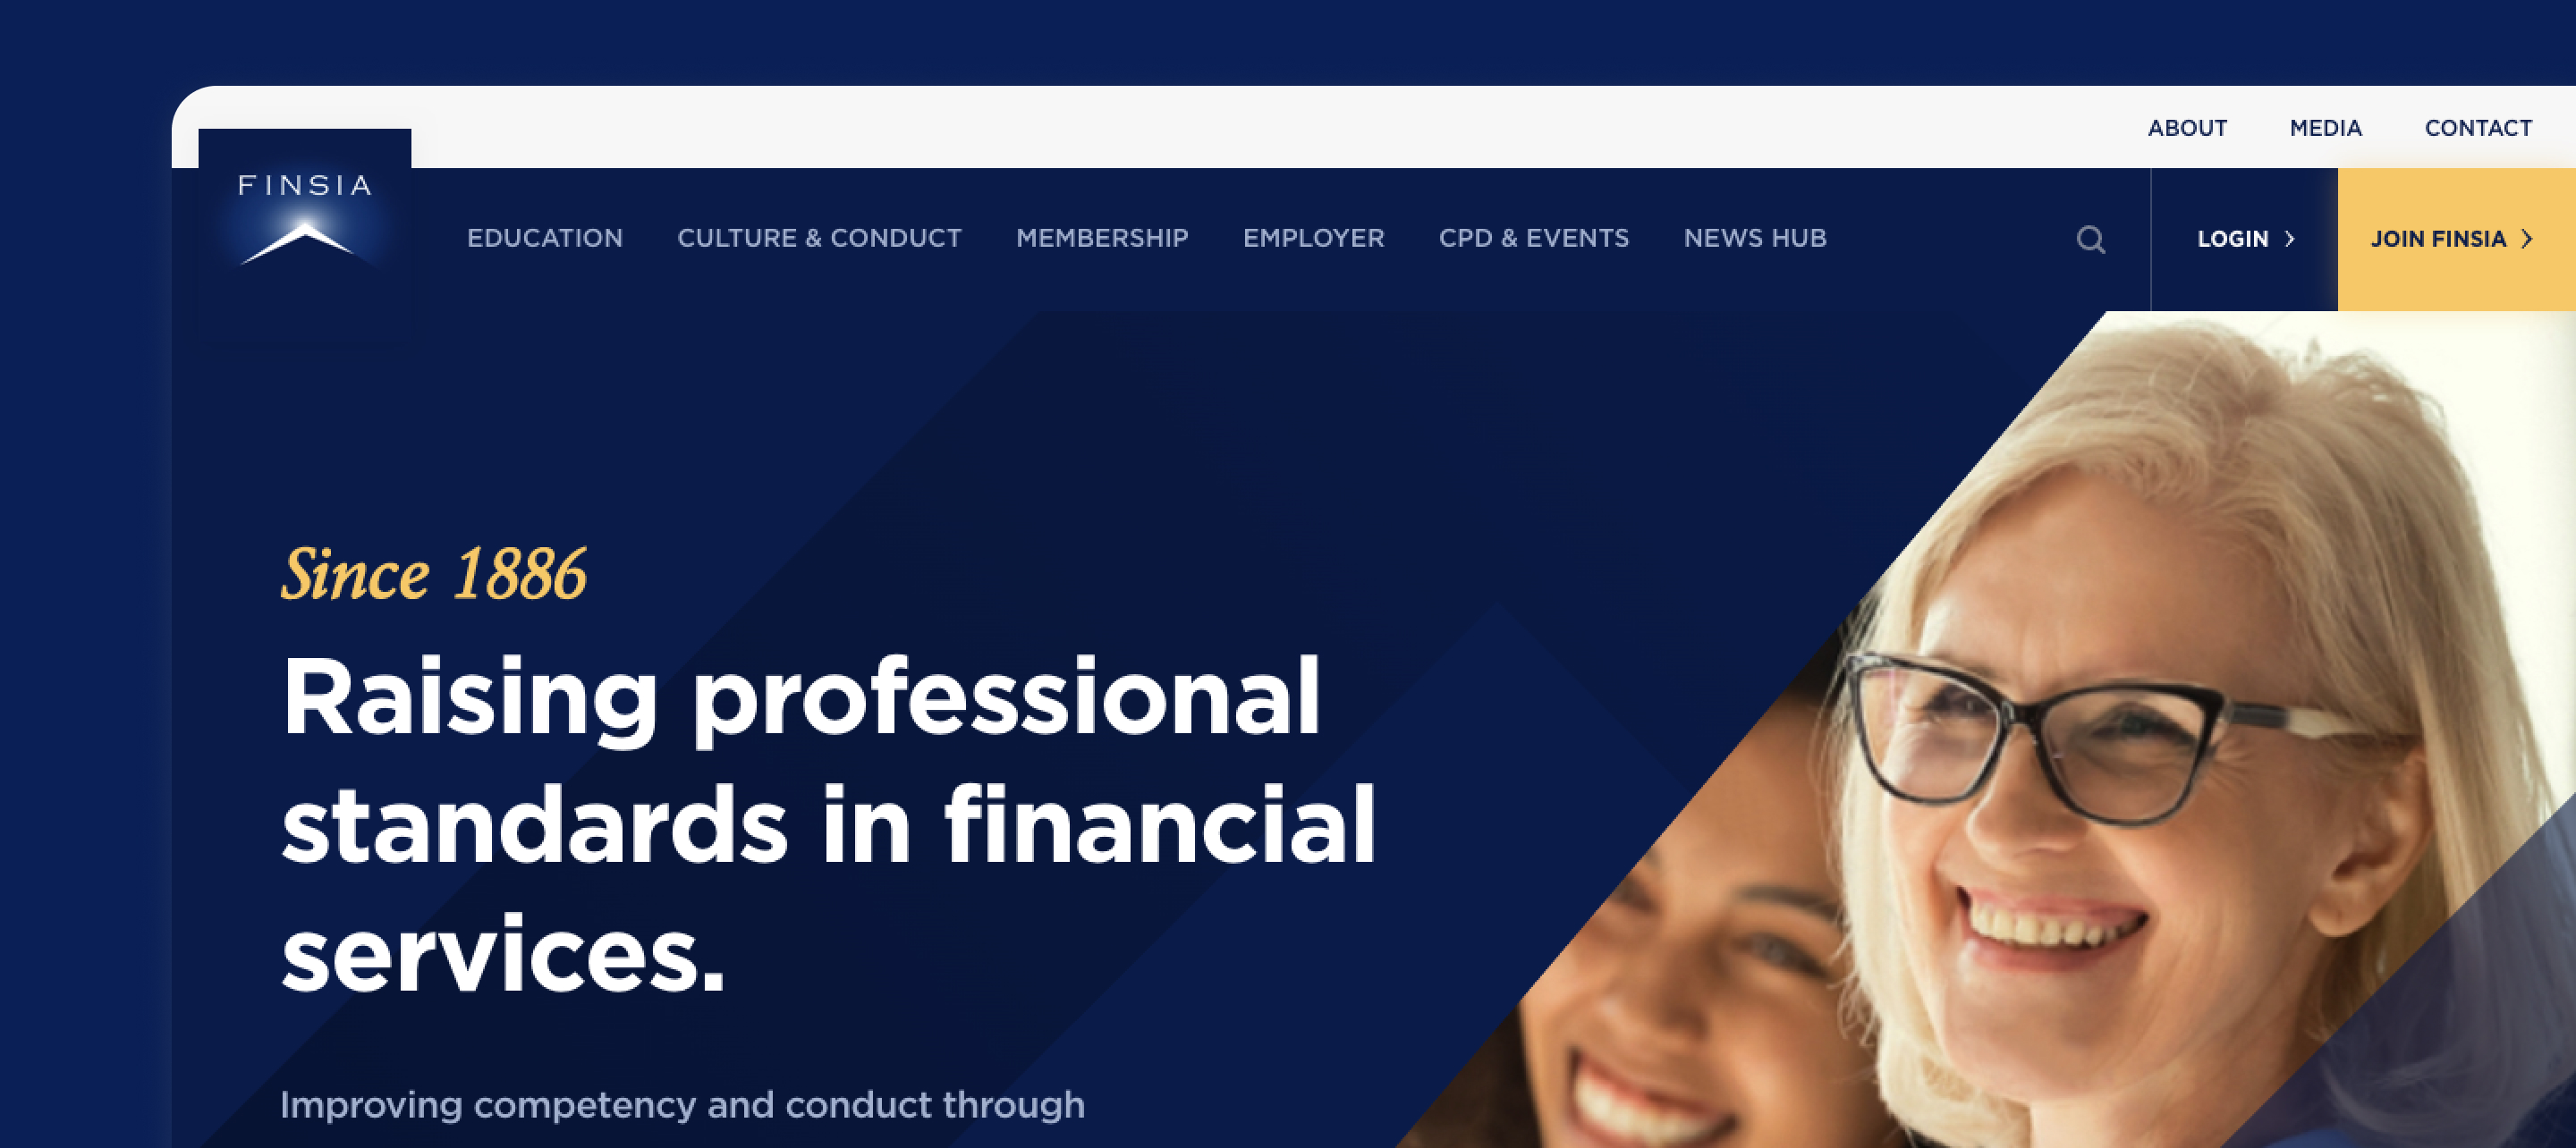 ABOUT MEDIA CONTACT
FINSIA
EDUCATION CULTURE & CONDUCT MEMBERSHIP EMPLOYER CPD & EVENTS NEWS HUB LOGIN JOIN FINSIA
Since 1886
Raising professional
standards in financial
services.
Improving competency and conduct through